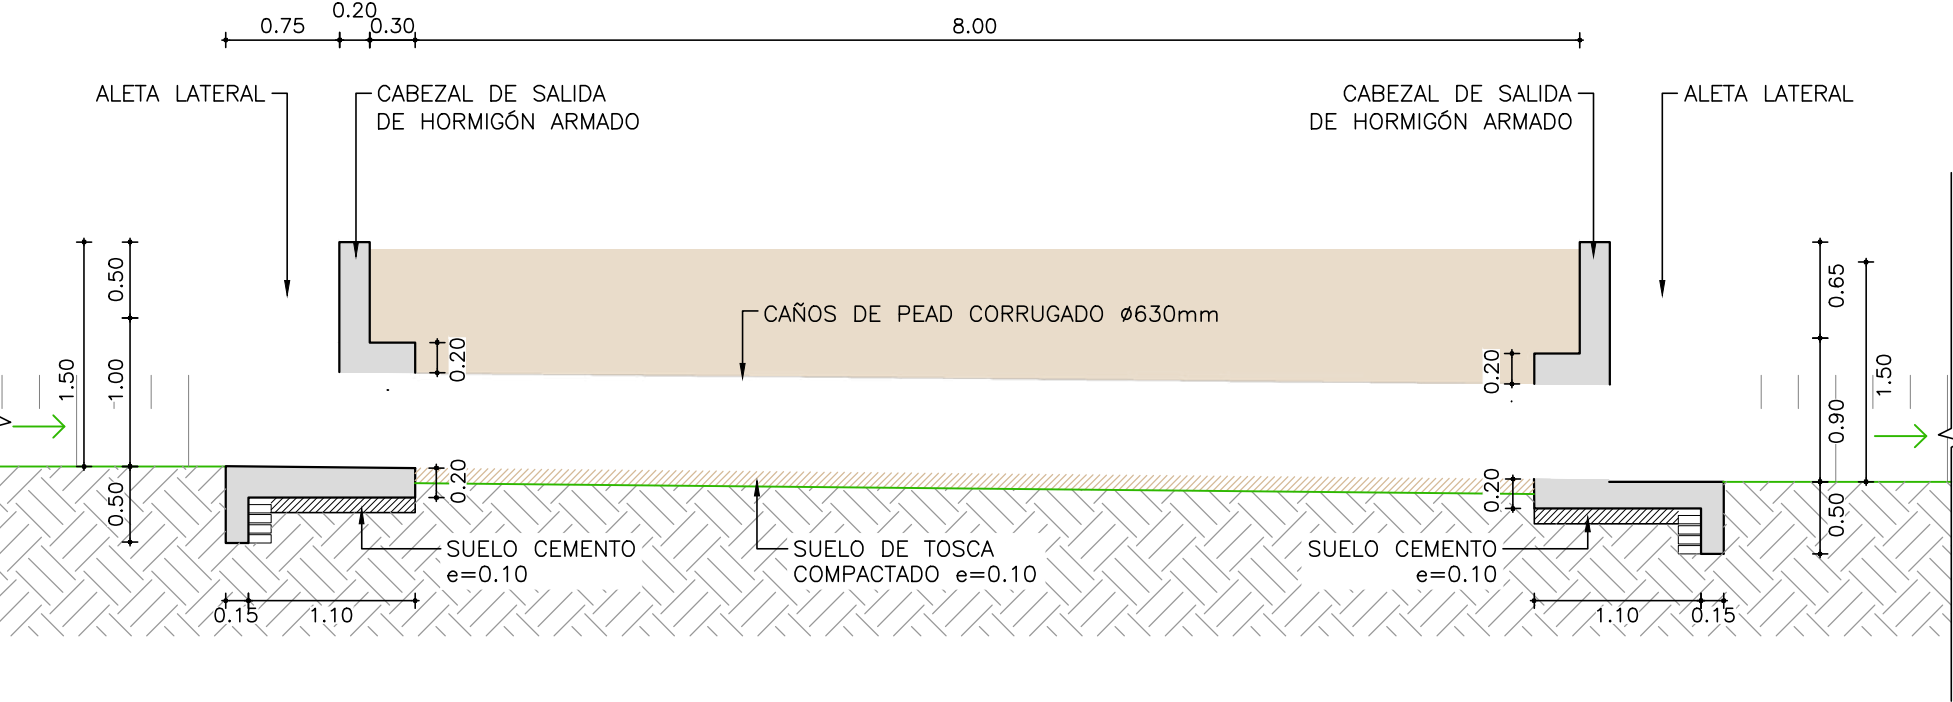 0.75
0.20
0.30
8.00
ALETA LATERAL
CABEZAL DE SALIDA
DE HORMIGÓN ARMADO
CABEZAL DE SALIDA
DE HORMIGÓN ARMADO
ALETA LATERAL
0.50
1.50
1.00
0.50
CAÑOS DE PEAD CORRUGADO Ø630mm
0.20
0.20
0.65
1.50
0.90
0.50
0.20
0.20
SUELO CEMENTO
e=0.10
SUELO DE TOSCA
COMPACTADO e=0.10
SUELO CEMENTO
e=0.10
0.15
1.10
1.10
0.15